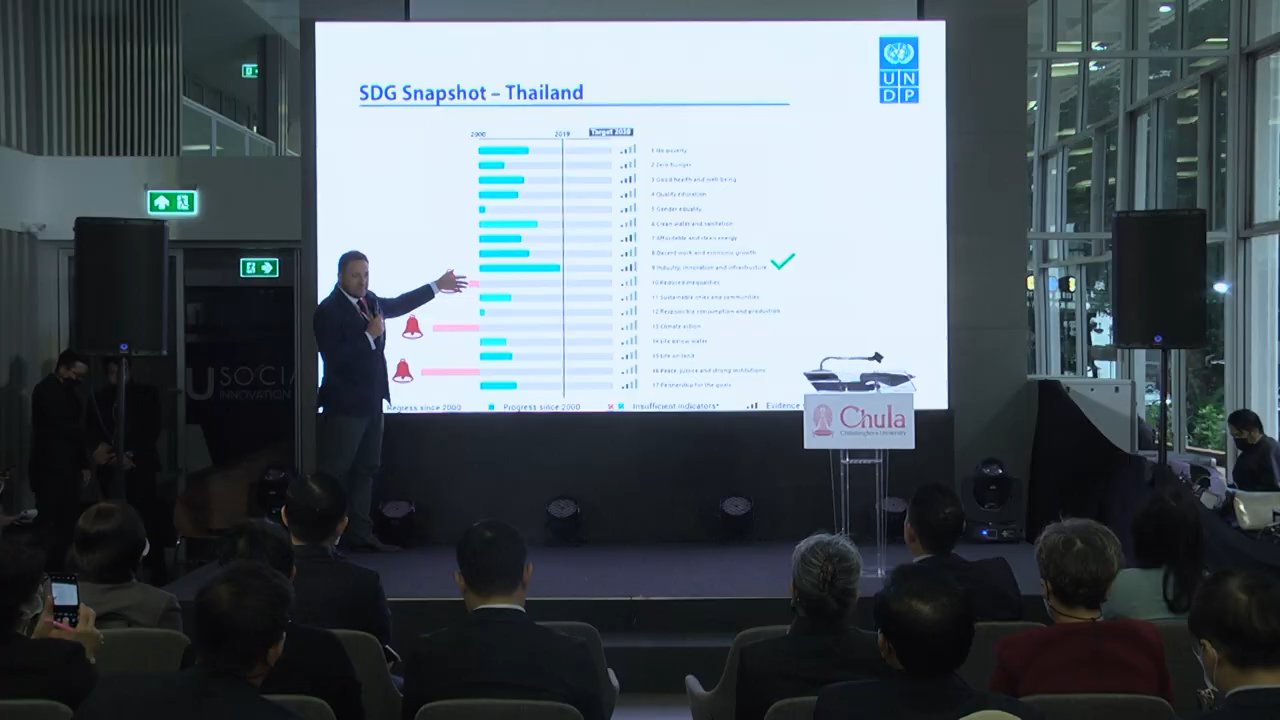 UN
DP
SDG Snapshot – Thailand
2000 2019 Target 2030
1 No poverty
2 Zero hunger
3 Good health and well-being
4 Quality education
5 Gender equality
6 Clean water and sanitation
7 Affordable and clean energy
8 Decent work and economic growth
9 Industry, innovation and infrastructure
10 Reduced inequalities
11 Sustainable cities and communities
12 Responsible consumption and production
13 Climate action
14 Life below water
15 Life on land
16 Peace, justice and strong institutions
17 Partnership for the goals
Regress since 2000 Progress since 2000 Insufficient indicators* Evidence
Chula
Chulalongkorn University
U SOCIA
INNOVATION